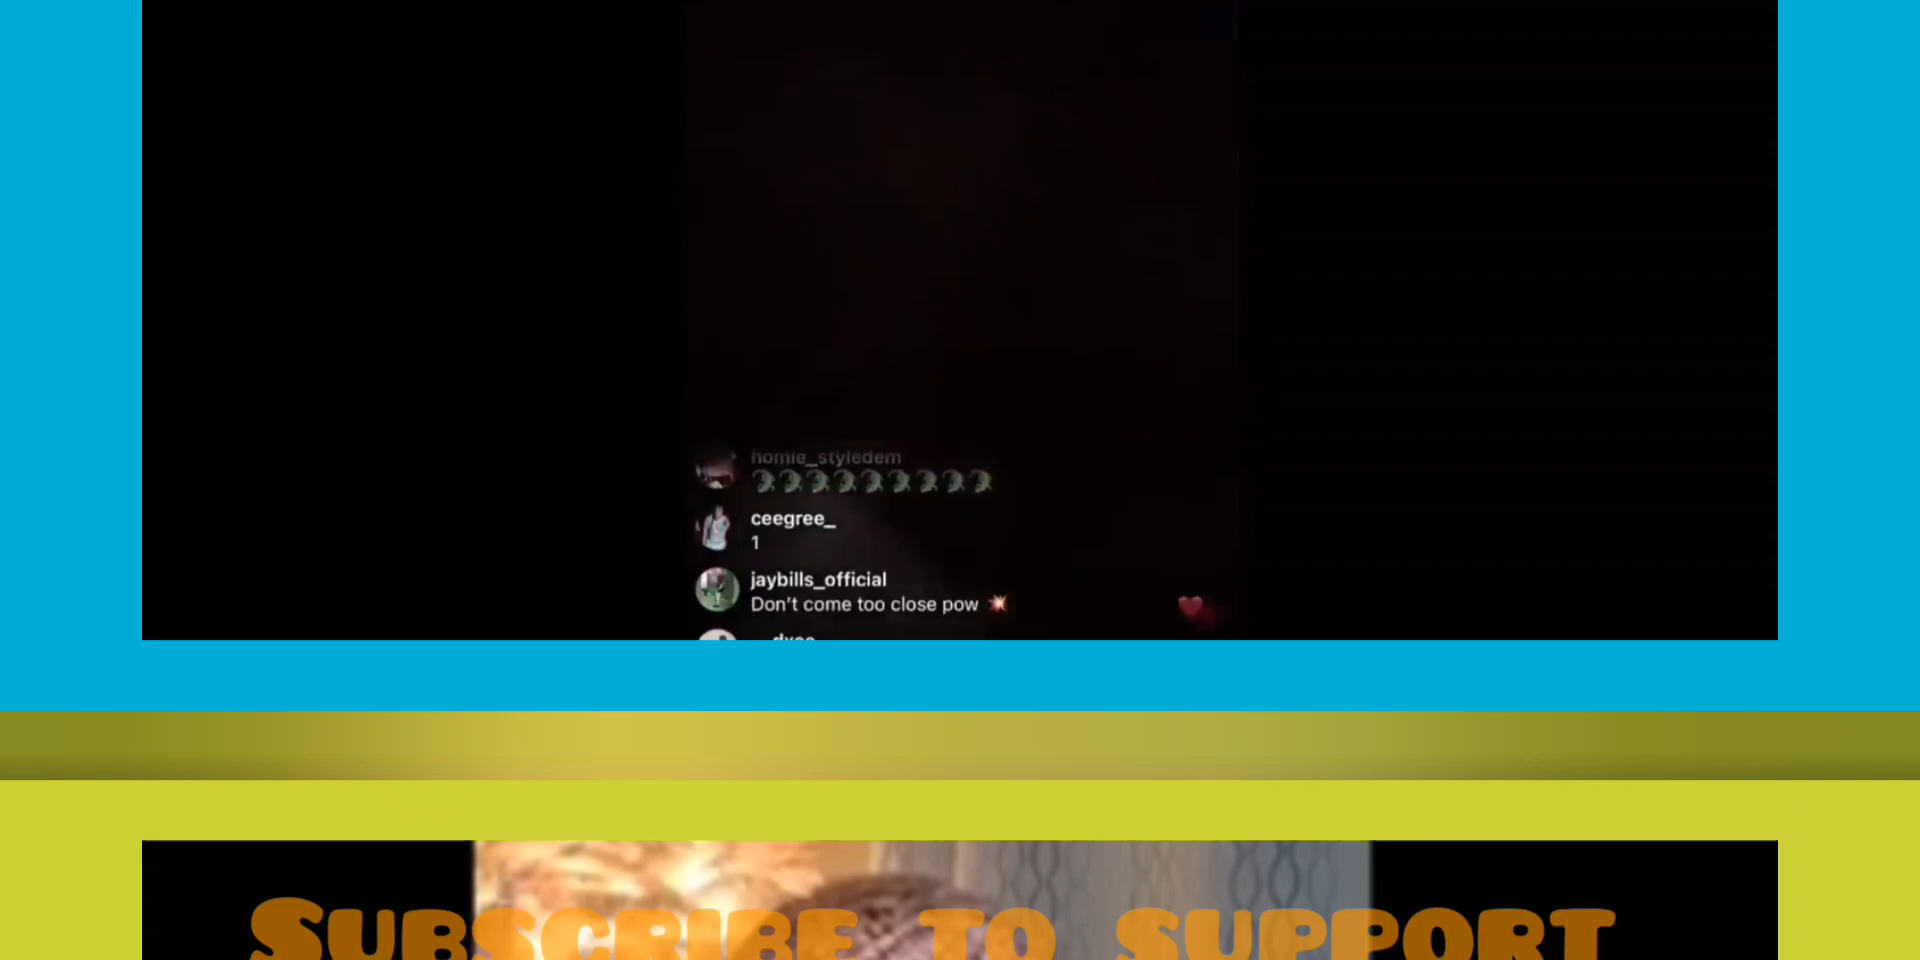 homie_styledem
🐊🐊🐊🐊🐊🐊🐊🐊🐊
ceegree_
1
jaybills_official
Don't come too close pow 💥
Subscribe to support